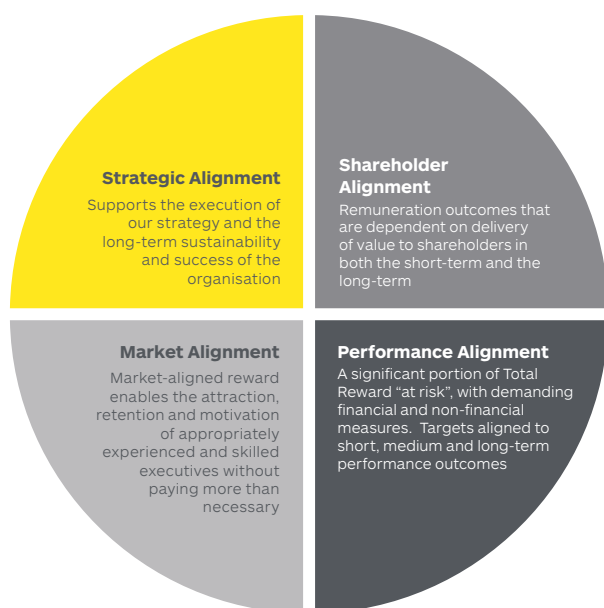 Strategic Alignment
Supports the execution of
our strategy and the
long-term sustainability
and success of the
organisation
Shareholder
Alignment
Remuneration outcomes that
are dependent on delivery
of value to shareholders in
both the short-term and the
long-term
Market Alignment
Market-aligned reward
enables the attraction,
retention and motivation
of appropriately
experienced and skilled
executives without
paying more than
necessary
Performance Alignment
A significant portion of Total
Reward “at risk”, with demanding
financial and non-financial
measures.  Targets aligned to
short, medium and long-term
performance outcomes